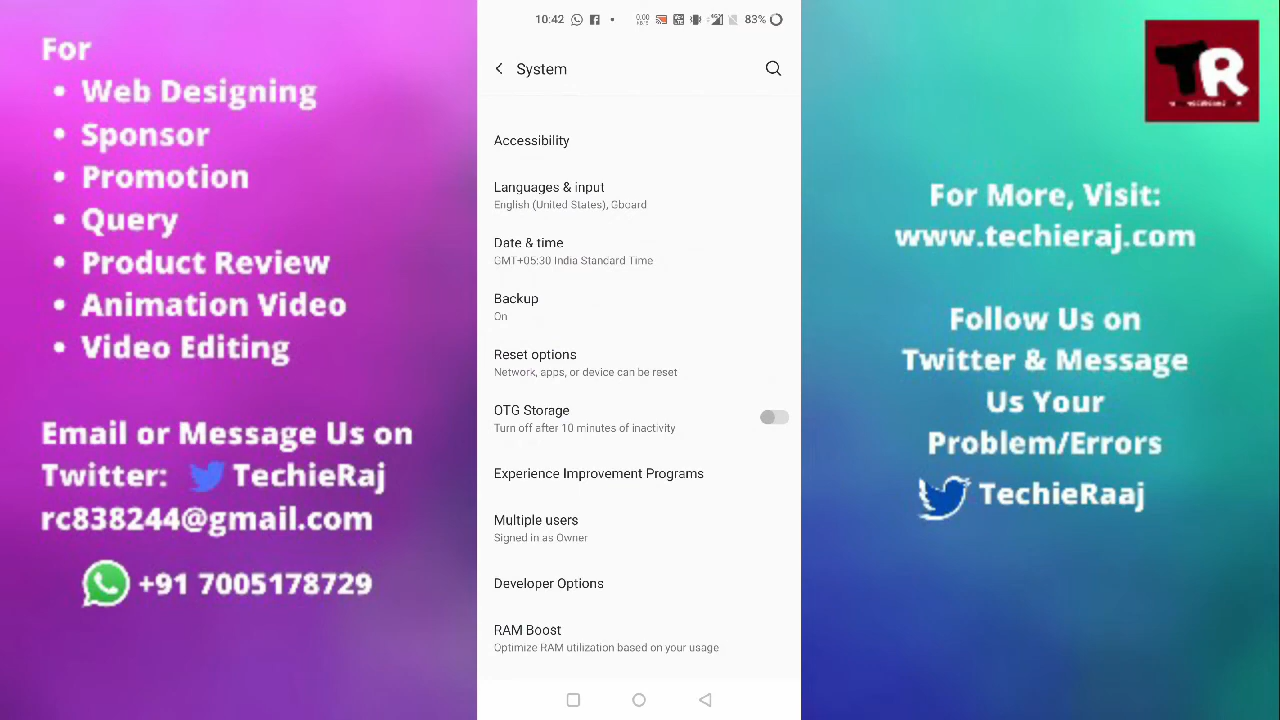 For
• Web Designing
• Sponsor
• Promotion
• Query
• Product Review
• Animation Video
• Video Editing
Email or Message Us on
Twitter: TechieRaj
rc838244@gmail.com
+91 7005178729
10:42
0.00
83%
System
Accessibility
Languages & input
English (United States), Gboard
Date & time
GMT+05:30 India Standard Time
Backup
On
Reset options
Network, apps, or device can be reset
OTG Storage
Turn off after 10 minutes of inactivity
Experience Improvement Programs
Multiple users
Signed in as Owner
Developer Options
RAM Boost
Optimize RAM utilization based on your usage
TR
For More, Visit:
www.techieraj.com
Follow Us on
Twitter & Message
Us Your
Problem/Errors
TechieRaaj